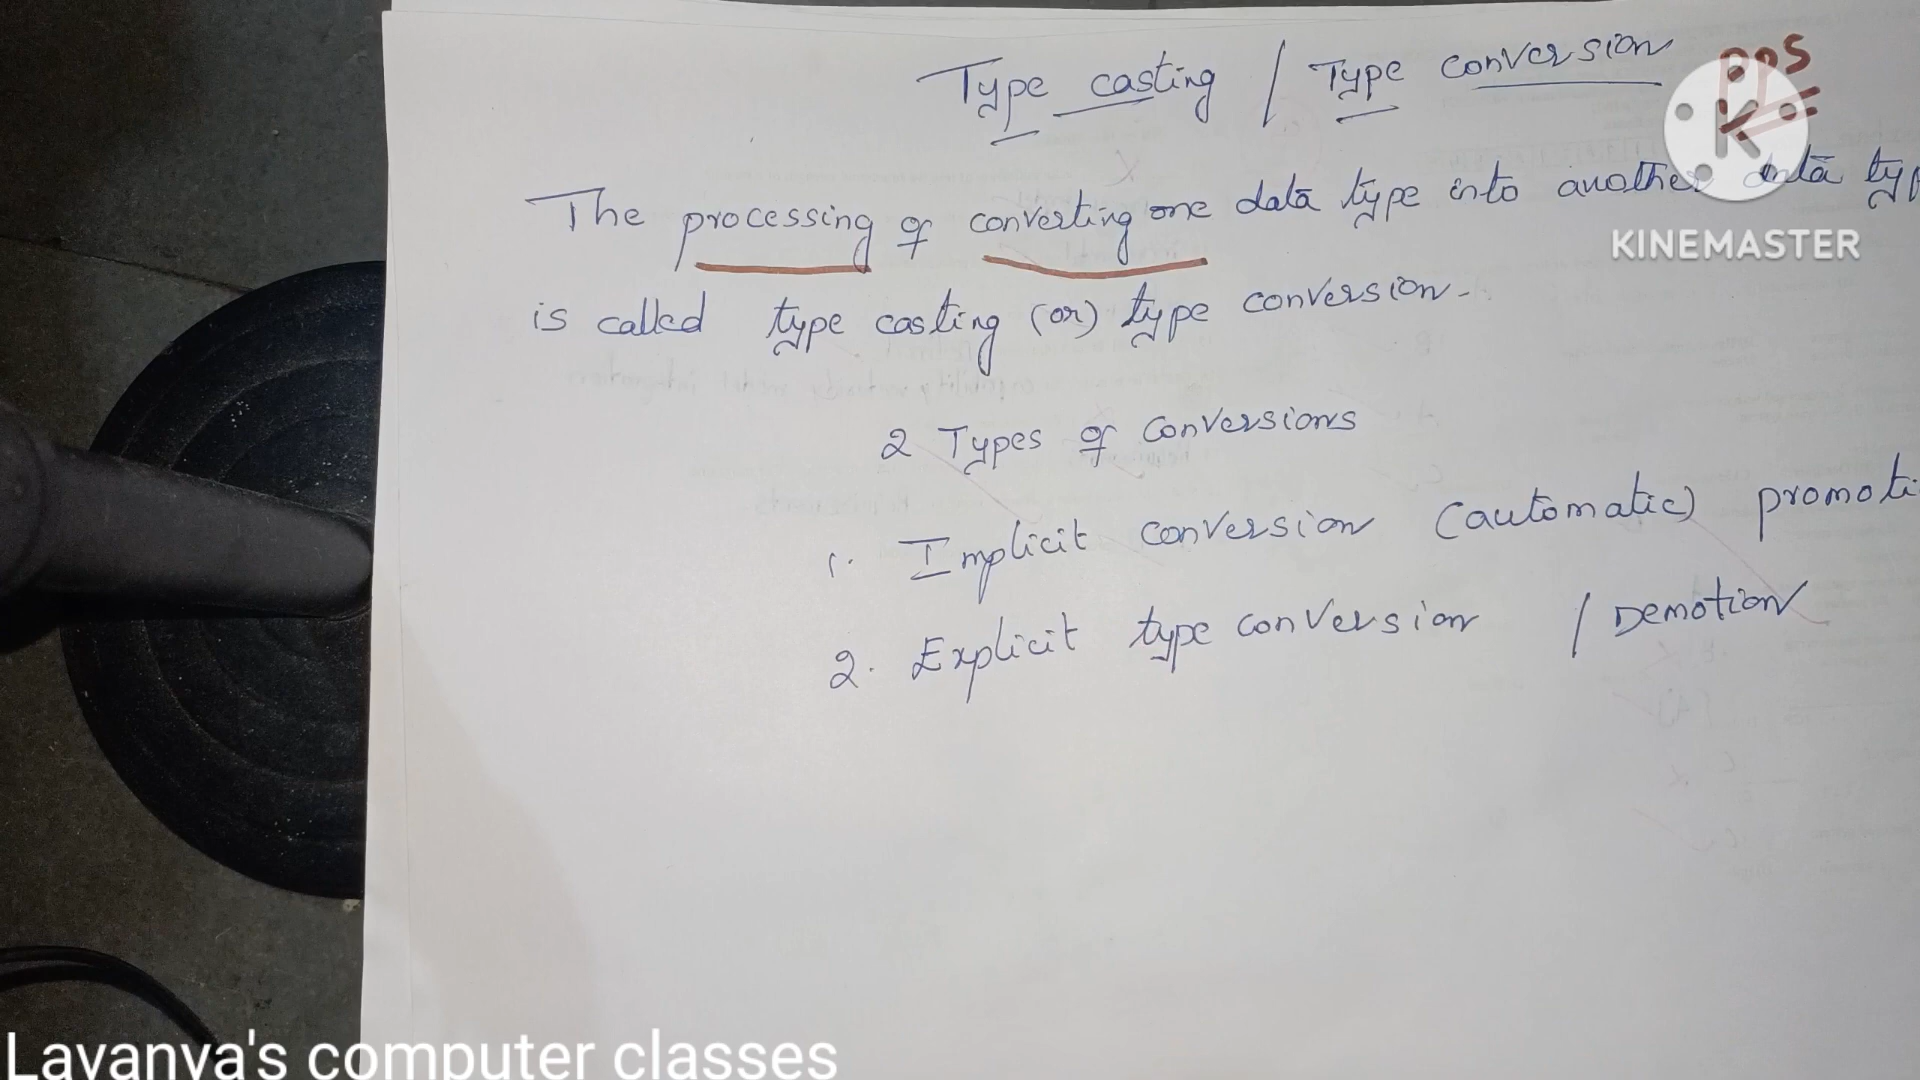 Type casting / Type conversion
PPS
The processing of converting one data type into another data typ
KINEMASTER
is called type casting (or) type conversion.
2 Types of conversions
1. Implicit conversion (automatic) promoti
2. Explicit type conversion / Demotion
Lavanya's computer classes